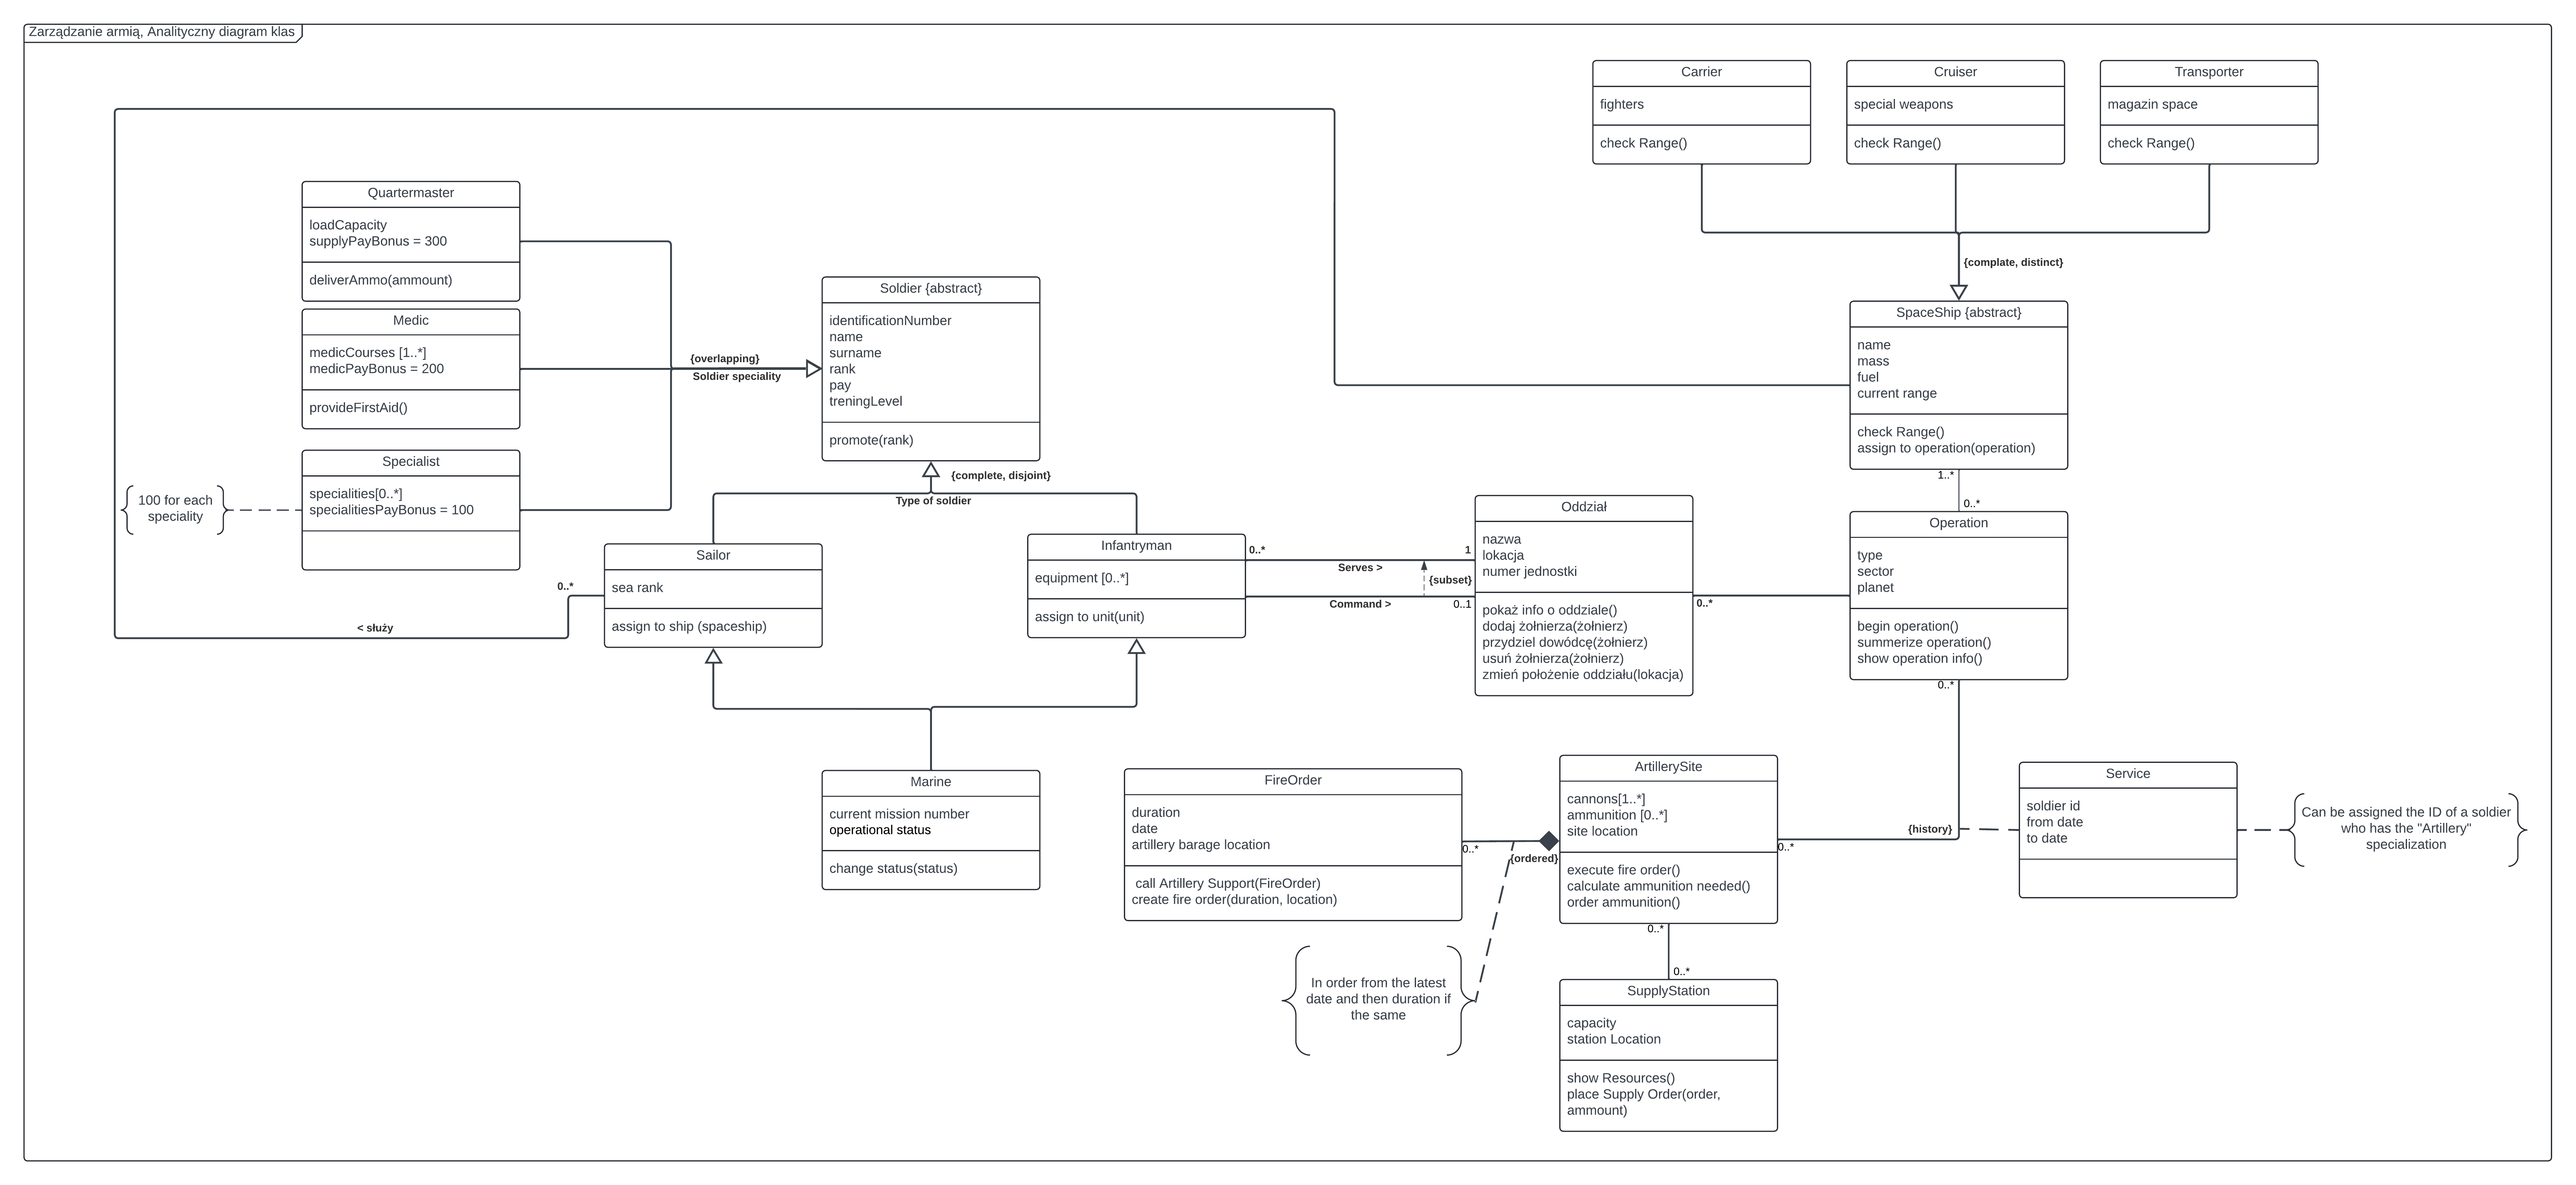 Zarządzanie armią, Analityczny diagram klas
Carrier
fighters
check Range()
Cruiser
special weapons
check Range()
Transporter
magazin space
check Range()
{complate, distinct}
Quartermaster
loadCapacity
supplyPayBonus = 300
deliverAmmo(ammount)
Medic
medicCourses [1..*]
medicPayBonus = 200
provideFirstAid()
Specialist
specialities[0..*]
specialitiesPayBonus = 100
100 for each
speciality
{overlapping}
Soldier speciality
Soldier {abstract}
identificationNumber
name
surname
rank
pay
treningLevel
promote(rank)
{complete, disjoint}
Type of soldier
SpaceShip {abstract}
name
mass
fuel
current range
check Range()
assign to operation(operation)
1..*
0..*
Sailor
sea rank
assign to ship (spaceship)
0..*
< służy
Infantryman
equipment [0..*]
assign to unit(unit)
0..*
1
Serves >
{subset}
Command >
0..1
Oddział
nazwa
lokacja
numer jednostki
pokaż info o oddziale()
dodaj żołnierza(żołnierz)
przydziel dowódcę(żołnierz)
usuń żołnierza(żołnierz)
zmień położenie oddziału(lokacja)
0..*
Operation
type
sector
planet
begin operation()
summerize operation()
show operation info()
0..*
Marine
current mission number
operational status
change status(status)
FireOrder
duration
date
artillery barage location
call Artillery Support(FireOrder)
create fire order(duration, location)
0..*
{ordered}
ArtillerySite
cannons[1..*]
ammunition [0..*]
site location
execute fire order()
calculate ammunition needed()
order ammunition()
0..*
{history}
Service
soldier id
from date
to date
Can be assigned the ID of a soldier
who has the "Artillery"
specialization
In order from the latest
date and then duration if
the same
0..*
0..*
SupplyStation
capacity
station Location
show Resources()
place Supply Order(order,
ammount)